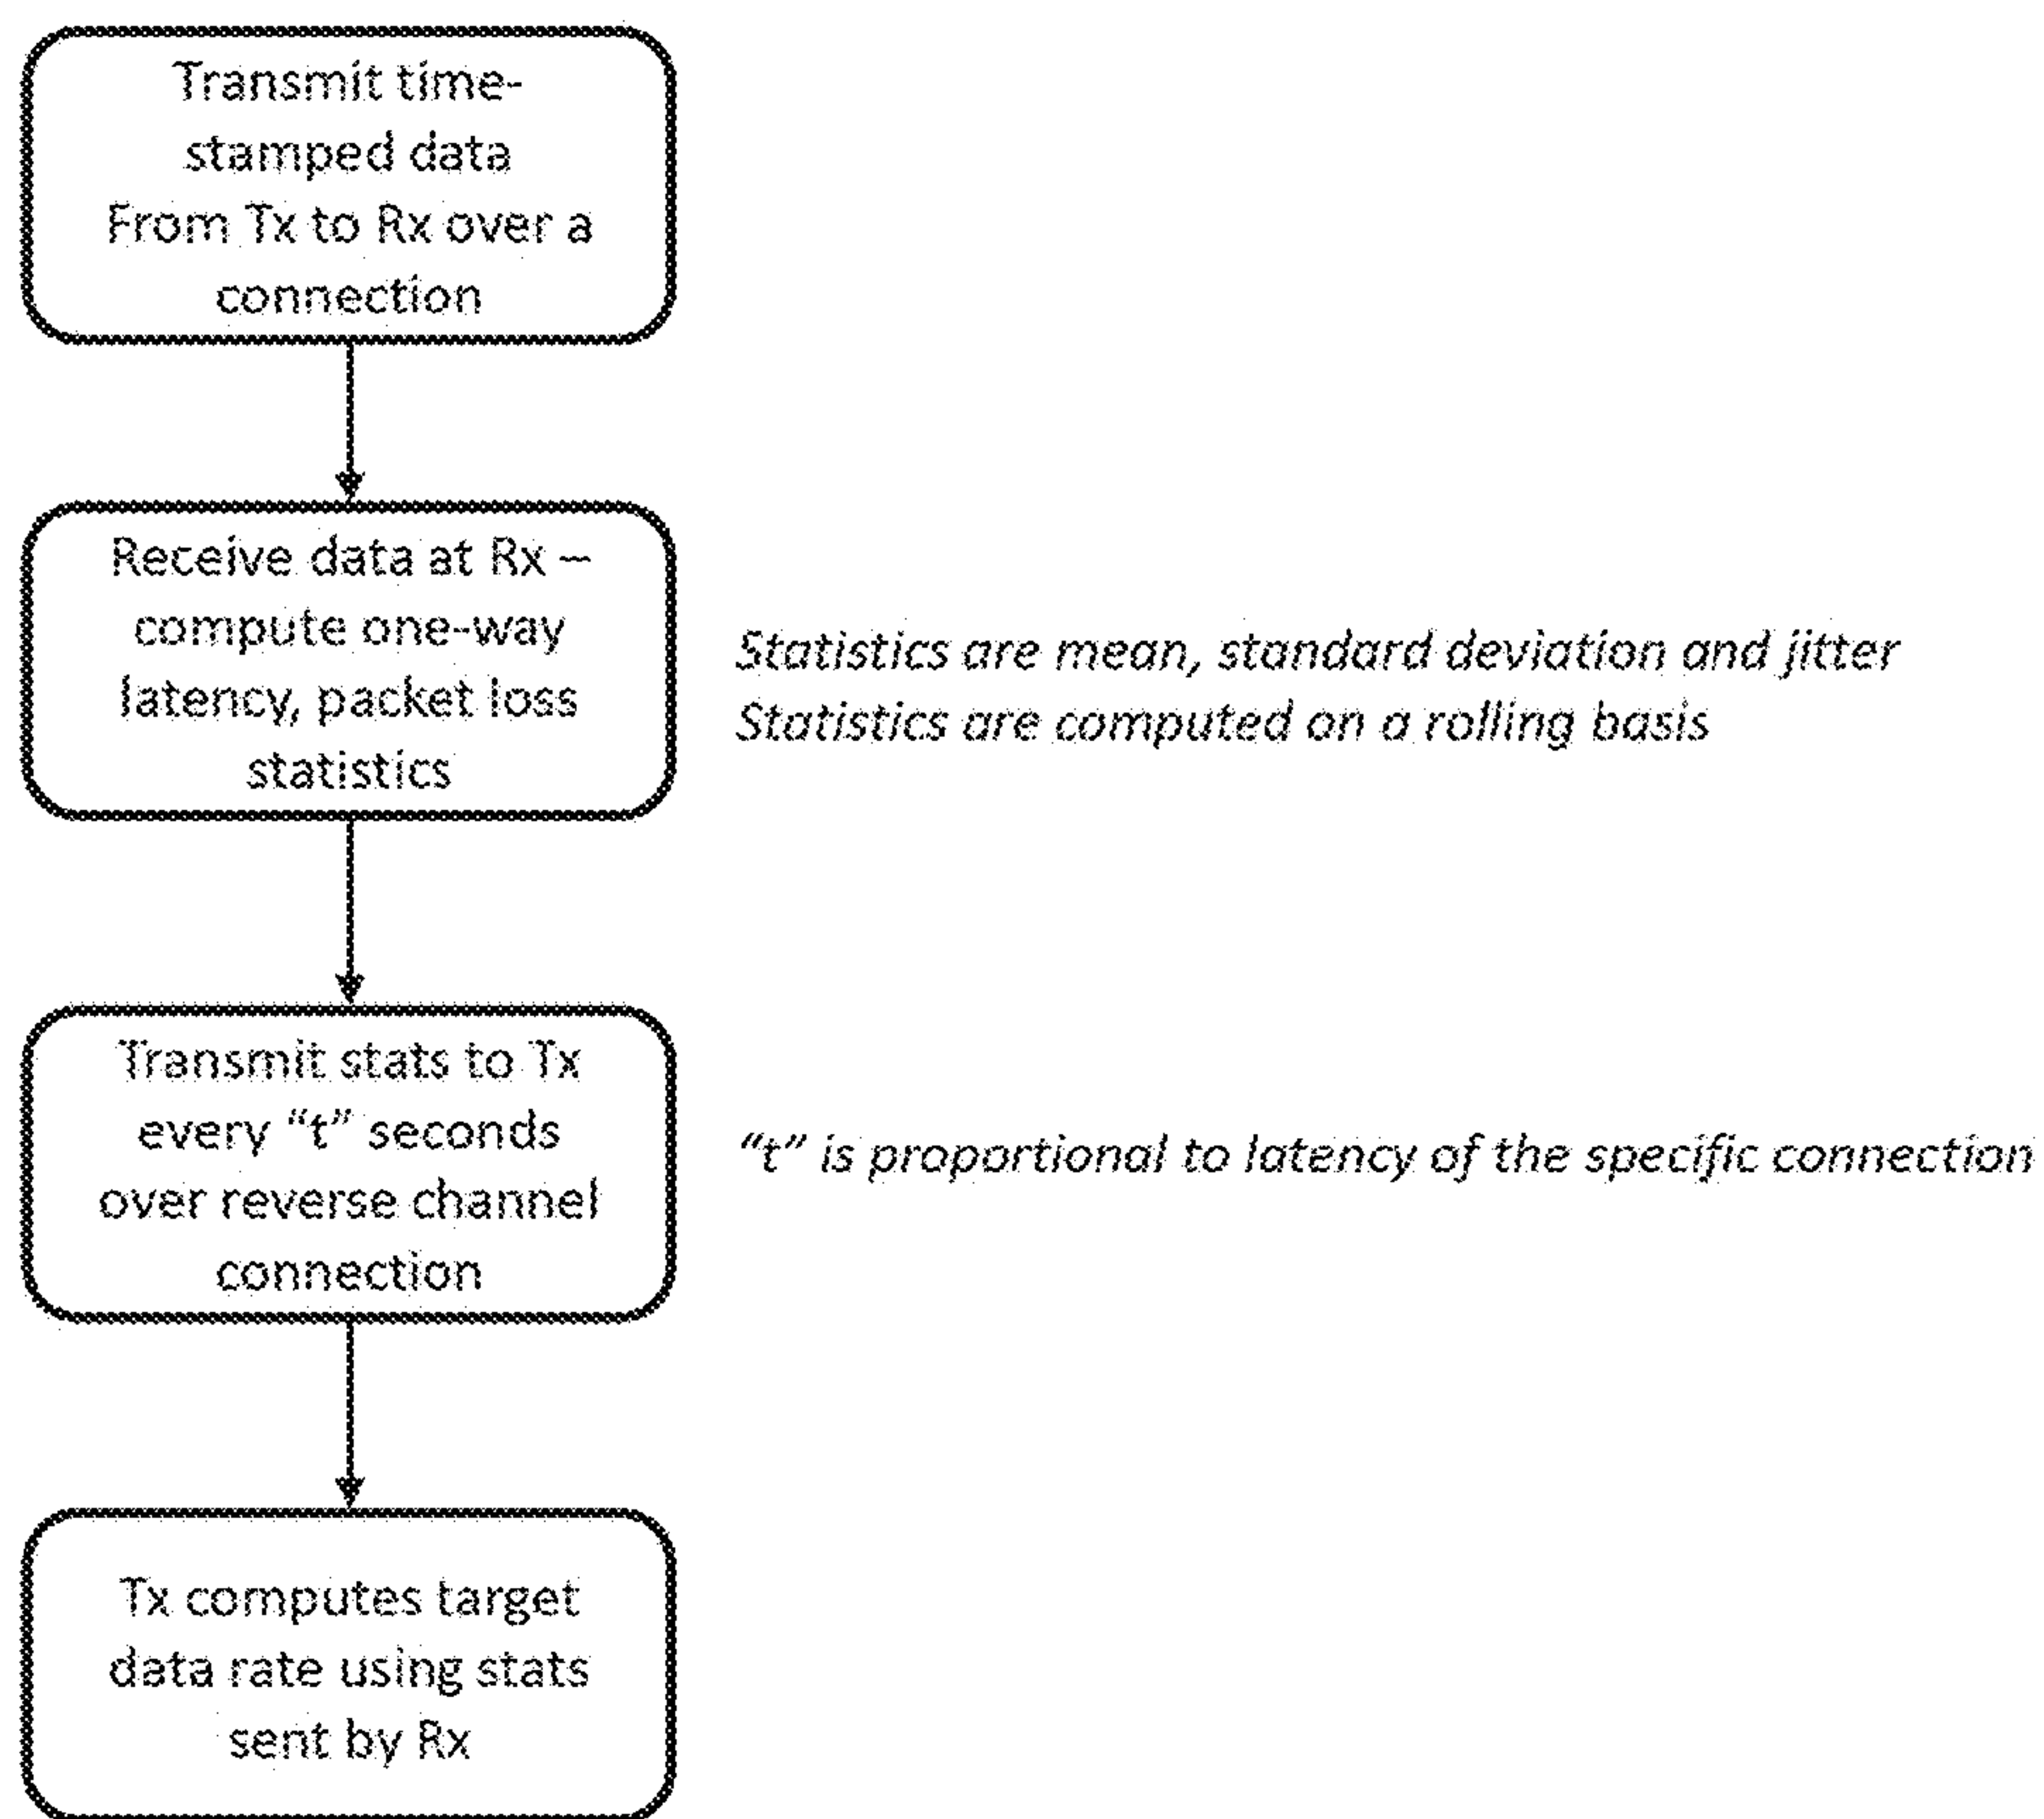 Transmit time-
stamped data
From Tx to Rx over a
connection
Receive data at Rx –
compute one-way
latency, packet loss
statistics
Statistics are mean, standard deviation and jitter
Statistics are computed on a rolling basis
Transmit stats to Tx
every “t” seconds
over reverse channel
connection
“t” is proportional to latency of the specific connection
Tx computes target
data rate using stats
sent by Rx